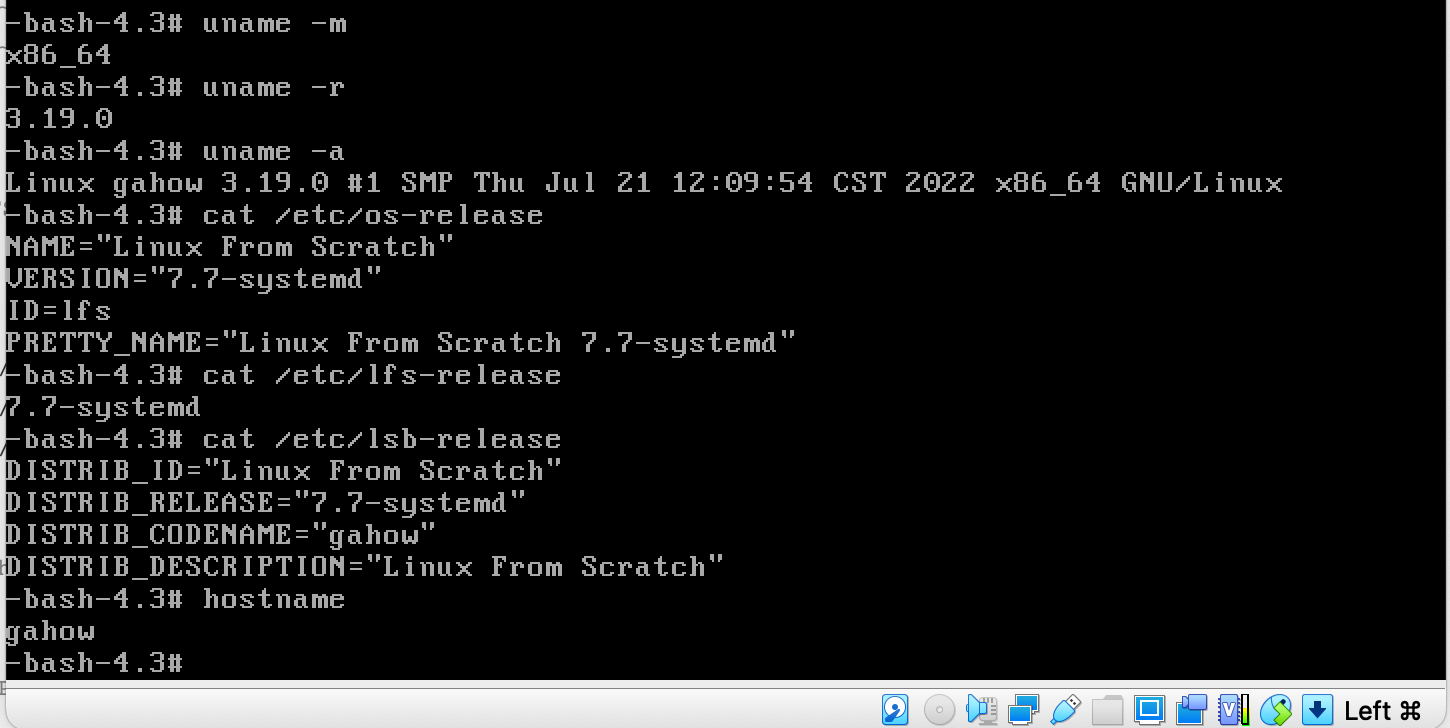 -bash-4.3# uname -m
x86_64
-bash-4.3# uname -r
3.19.0
-bash-4.3# uname -a
Linux gahow 3.19.0 #1 SMP Thu Jul 21 12:09:54 CST 2022 x86_64 GNU/Linux
-bash-4.3# cat /etc/os-release
NAME="Linux From Scratch"
VERSION="7.7-systemd"
ID=lfs
PRETTY_NAME="Linux From Scratch 7.7-systemd"
-bash-4.3# cat /etc/lfs-release
7.7-systemd
-bash-4.3# cat /etc/lsb-release
DISTRIB_ID="Linux From Scratch"
DISTRIB_RELEASE="7.7-systemd"
DISTRIB_CODENAME="gahow"
DISTRIB_DESCRIPTION="Linux From Scratch"
-bash-4.3# hostname
gahow
-bash-4.3#
Left ⌘